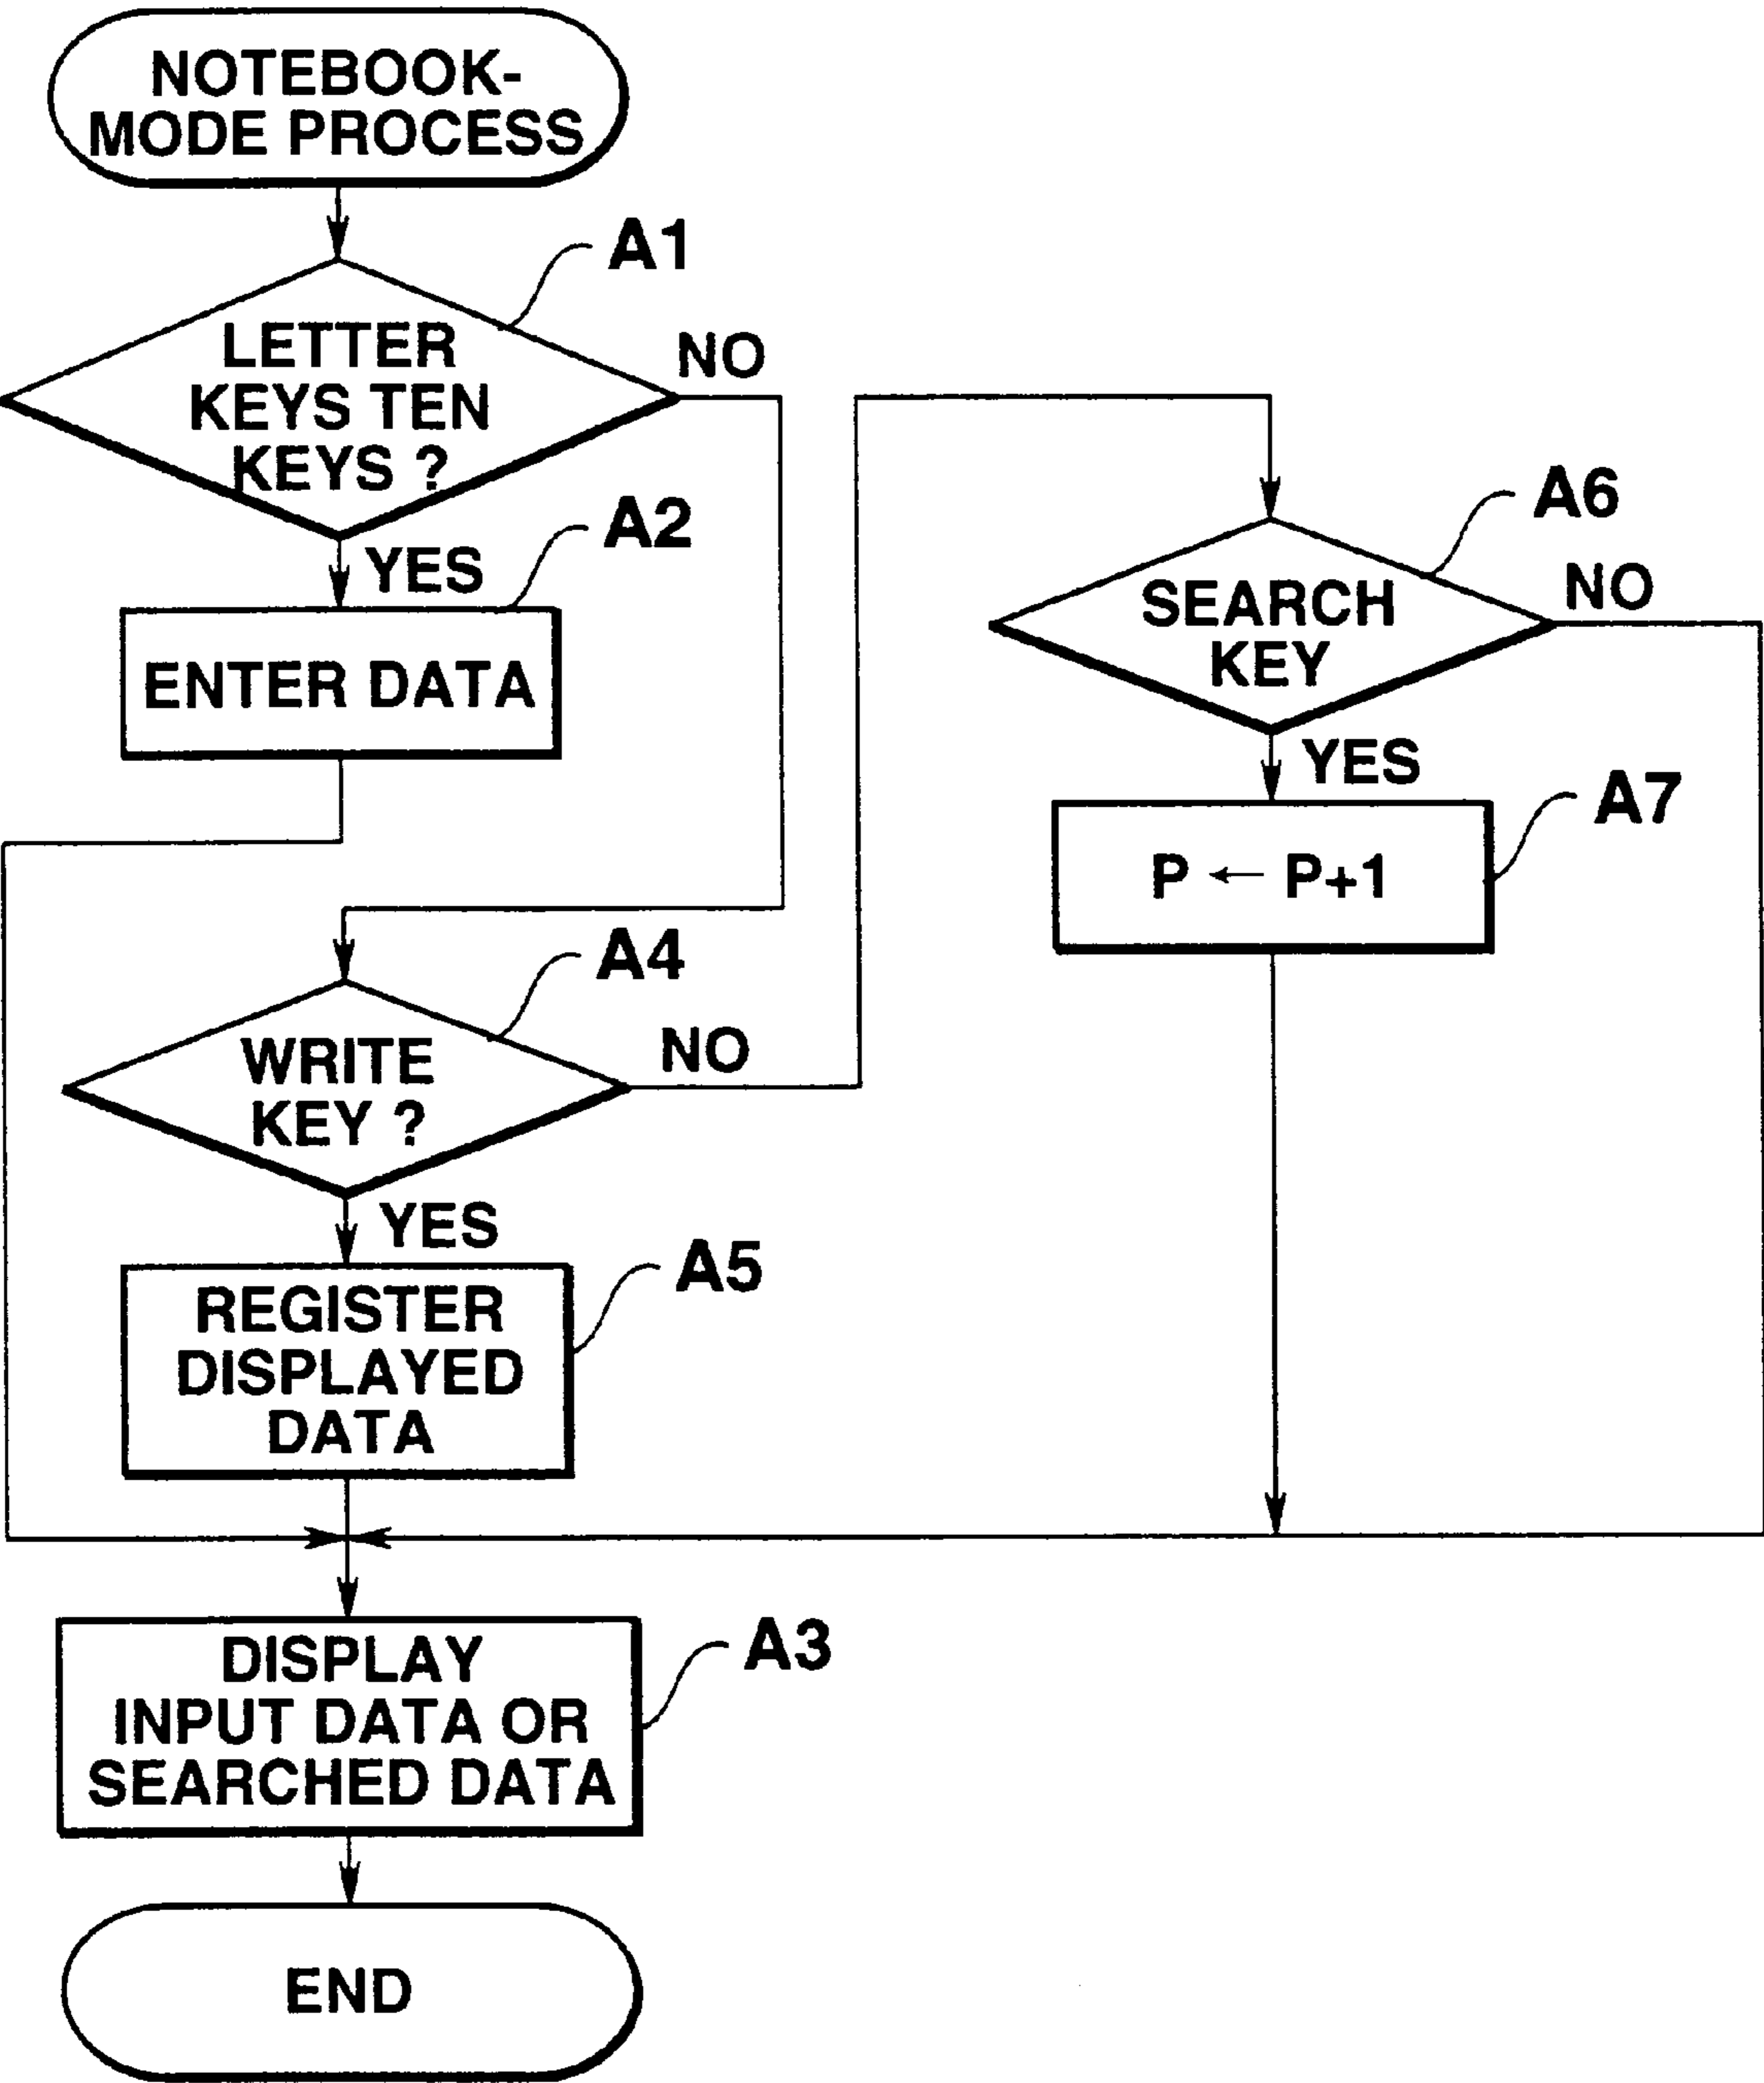 NOTEBOOK-
MODE PROCESS
A1
LETTER
KEYS TEN
KEYS ?
NO
YES
A2
ENTER DATA
A4
WRITE
KEY ?
NO
YES
A5
REGISTER
DISPLAYED
DATA
A6
SEARCH
KEY
NO
YES
A7
P ← P+1
A3
DISPLAY
INPUT DATA OR
SEARCHED DATA
END